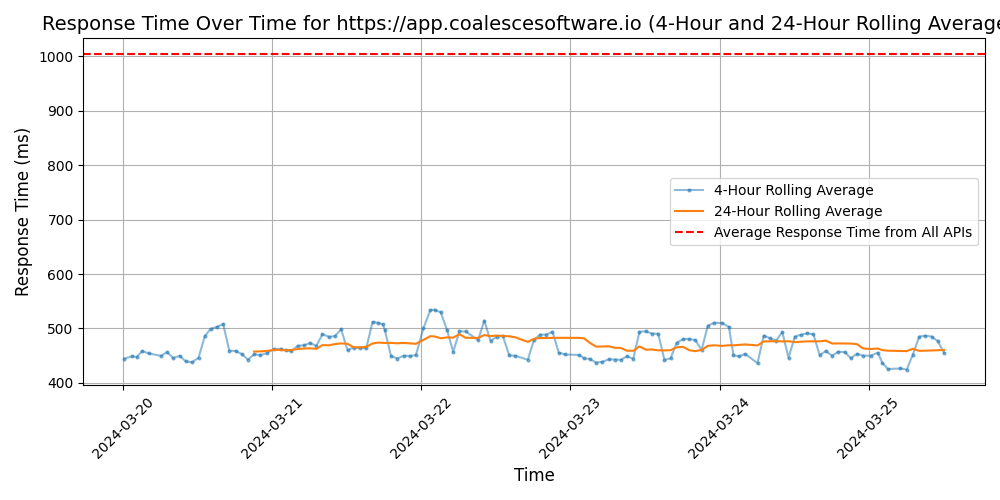 Response Time Over Time for https://app.coalescesoftware.io (4-Hour and 24-Hour Rolling Average
Response Time (ms)
1000
900
800
700
600
500
400
4-Hour Rolling Average
24-Hour Rolling Average
Average Response Time from All APIs
2024-03-20
2024-03-21
2024-03-22
2024-03-23
2024-03-24
2024-03-25
Time